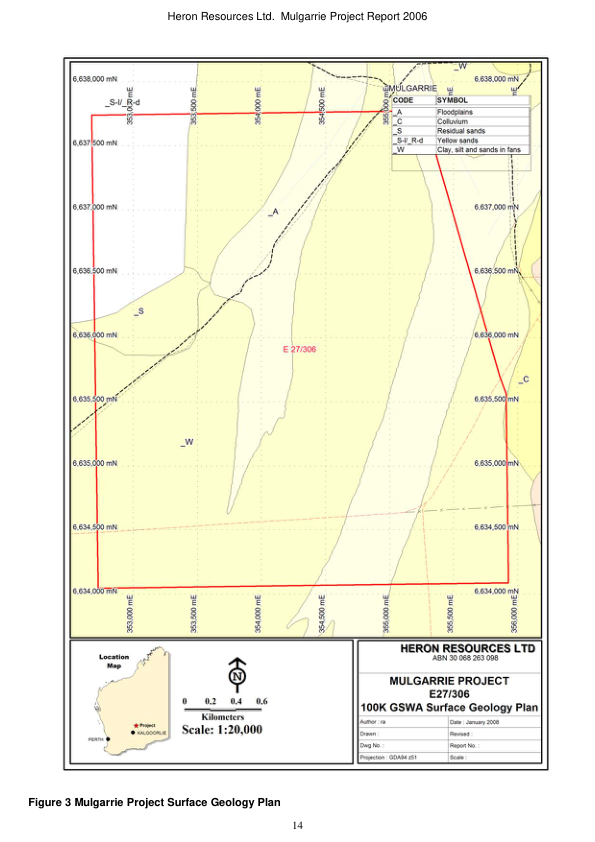 Heron Resources Ltd.  Mulgarrie Project Report 2006
_W
6,638,000 mN
6,638,000 mN
MULGARRIE
_S-I/_R-d
353,000 mE
353,500 mE
354,000 mE
354,500 mE
355,000 mE
CODE SYMBOL
_A Floodplains
_C Colluvium
_S Residual sands
_S-I/_R-d Yellow sands
_W Clay, silt and sands in fans
6,637,500 mN
6,637,000 mN
6,637,000 mN
_A
6,636,500 mN
6,636,500 mN
_S
6,636,000 mN
6,636,000 mN
E 27/306
_C
6,635,500 mN
6,635,500 mN
_W
6,635,000 mN
6,635,000 mN
6,634,500 mN
6,634,500 mN
6,634,000 mN
6,634,000 mN
353,000 mE
353,500 mE
354,000 mE
354,500 mE
355,000 mE
355,500 mE
356,000 mE
Location
Map
Project
KALGOORLIE
PERTH
N
0 0.2 0.4 0.6
Kilometers
Scale: 1:20,000
HERON RESOURCES LTD
ABN 30 068 263 098
MULGARRIE PROJECT
E27/306
100K GSWA Surface Geology Plan
Author : ra Date : January 2008
Drawn : Revised :
Dwg No. : Report No. :
Projection : GDA94 z51 Scale :
Figure 3 Mulgarrie Project Surface Geology Plan
14